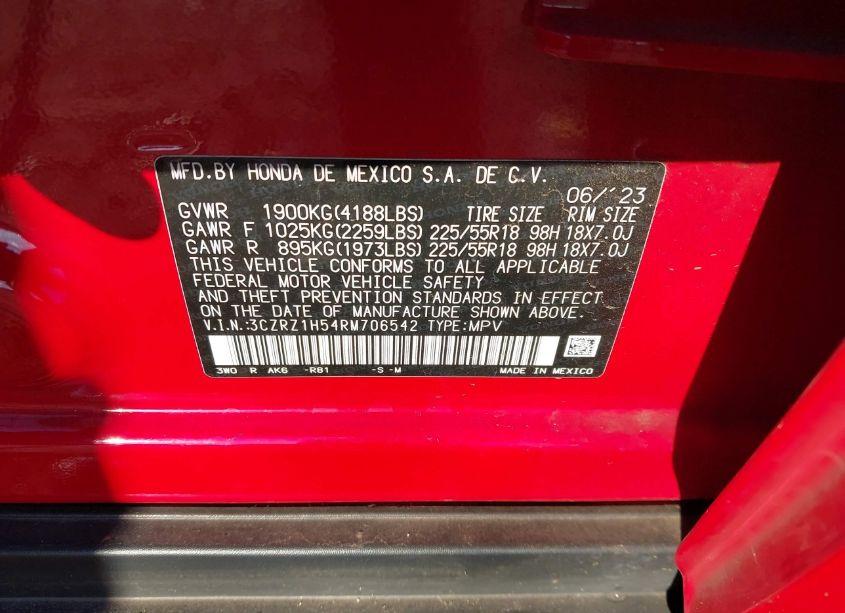 MFD.BY HONDA DE MEXICO S.A. DE C.V.
06/'23
GVWR 1900KG(4188LBS) TIRE SIZE RIM SIZE
GAWR F 1025KG(2259LBS) 225/55R18 98H 18X7.0J
GAWR R 895KG(1973LBS) 225/55R18 98H 18X7.0J
THIS VEHICLE CONFORMS TO ALL APPLICABLE
FEDERAL MOTOR VEHICLE SAFETY
AND THEFT PREVENTION STANDARDS IN EFFECT
ON THE DATE OF MANUFACTURE SHOWN ABOVE.
V.I.N.:3CZRZ1H54RM706542 TYPE:MPV
3W0 R AK6 -R81 -S -M MADE IN MEXICO